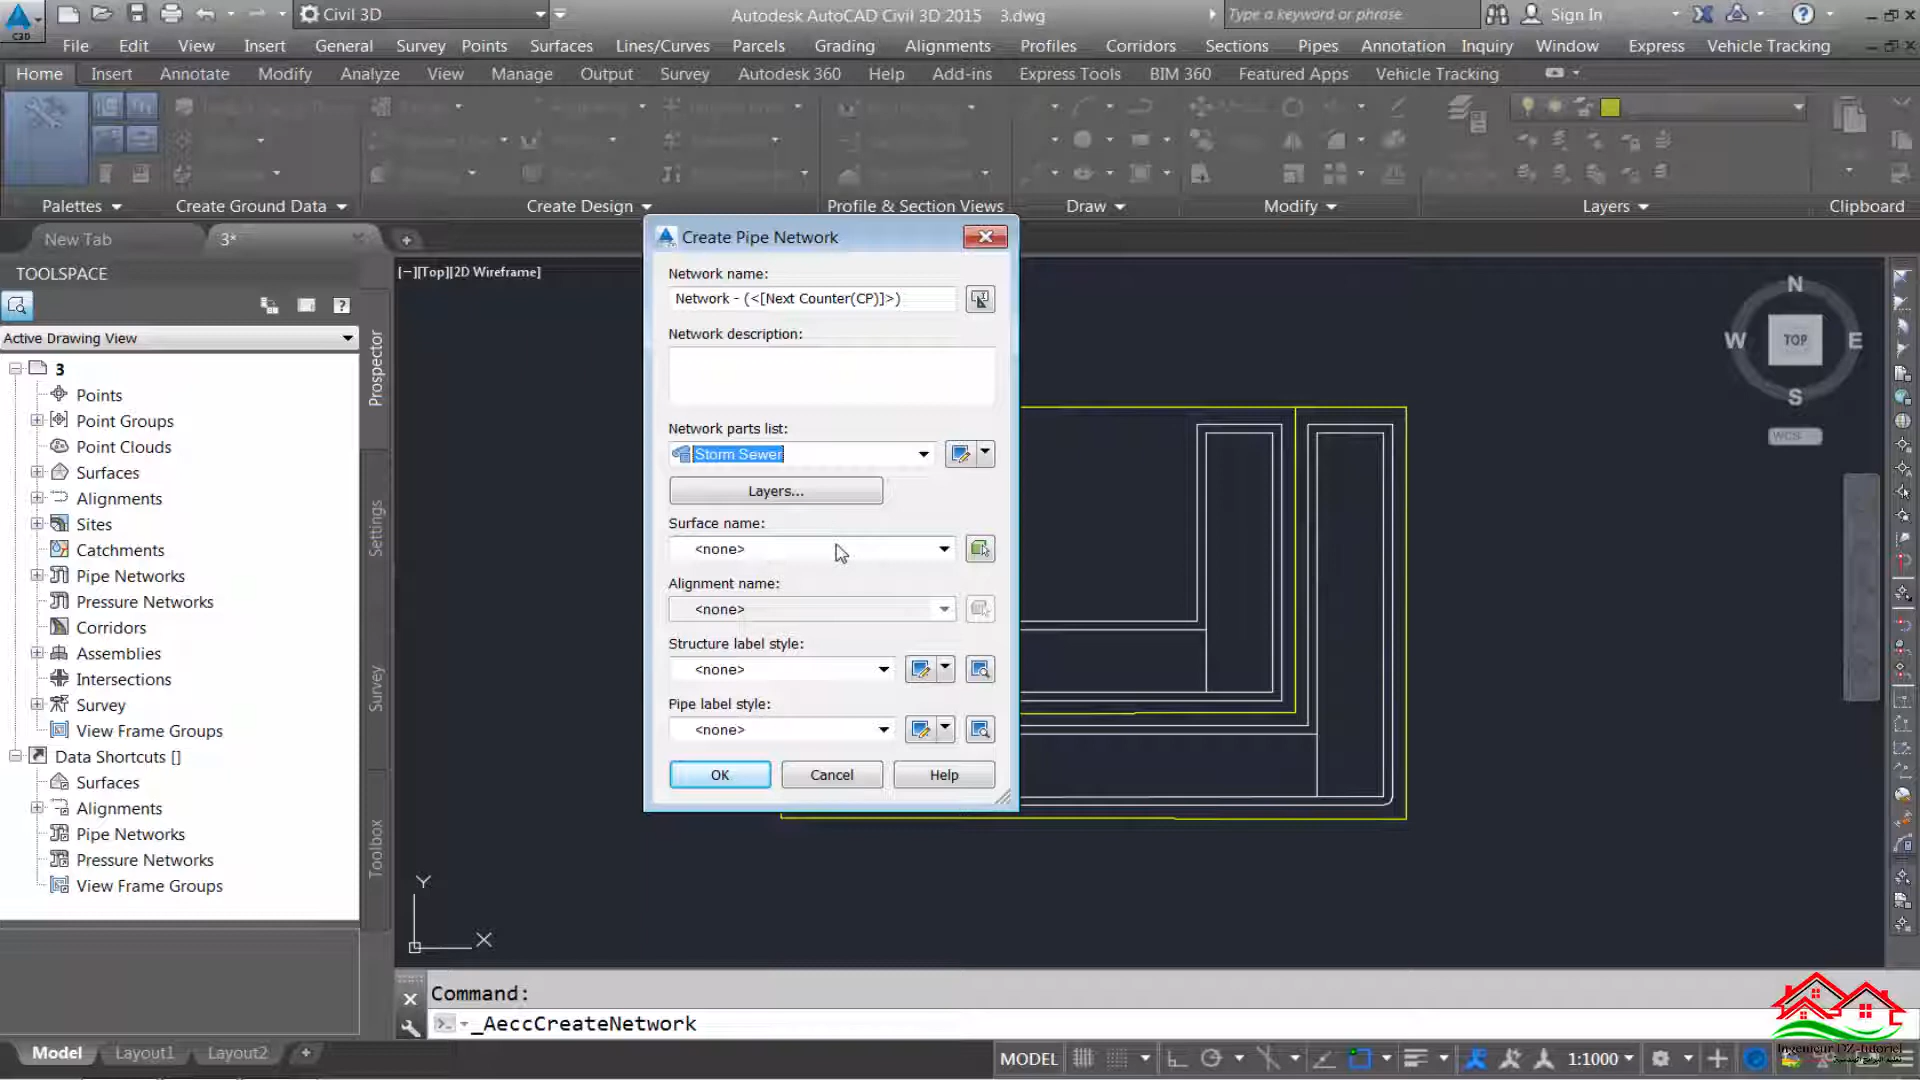 Civil 3D
Autodesk AutoCAD Civil 3D 2015 3.dwg
Type a keyword or phrase
Sign In
C3D
File Edit View Insert General Survey Points Surfaces Lines/Curves Parcels Grading Alignments Profiles Corridors Sections Pipes Annotation Inquiry Window Express Vehicle Tracking
Home Insert Annotate Modify Analyze View Manage Output Survey Autodesk 360 Help Add-ins Express Tools BIM 360 Featured Apps Vehicle Tracking
Palettes Create Ground Data Create Design Profile & Section Views Draw Modify Layers Clipboard
New Tab 3*
TOOLSPACE
Active Drawing View
3
Points
Point Groups
Point Clouds
Surfaces
Alignments
Sites
Catchments
Pipe Networks
Pressure Networks
Corridors
Assemblies
Intersections
Survey
View Frame Groups
Data Shortcuts []
Surfaces
Alignments
Pipe Networks
Pressure Networks
View Frame Groups
Prospector
Settings
Survey
Toolbox
[−][Top][2D Wireframe]
Create Pipe Network
Network name:
Network - (<[Next Counter(CP)]>)
Network description:
Network parts list:
Storm Sewer
Layers...
Surface name:
<none>
Alignment name:
<none>
Structure label style:
<none>
Pipe label style:
<none>
OK Cancel Help
N
W TOP E
S
WCS
Y
X
Command:
_AeccCreateNetwork
Model Layout1 Layout2 +
MODEL 1:1000
Ingenieur DZ-tutoriel